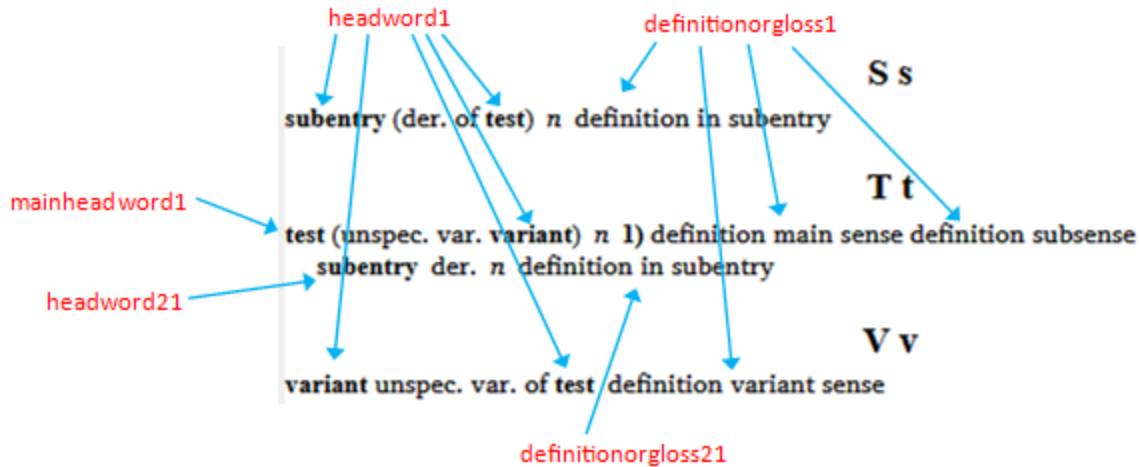 headword1
definitionorgloss1
S s
subentry (der. of test) n definition in subentry
T t
mainheadword1
test (unspec. var. variant) n 1) definition main sense definition subsense
subentry der. n definition in subentry
headword21
V v
variant unspec. var. of test definition variant sense
definitionorgloss21